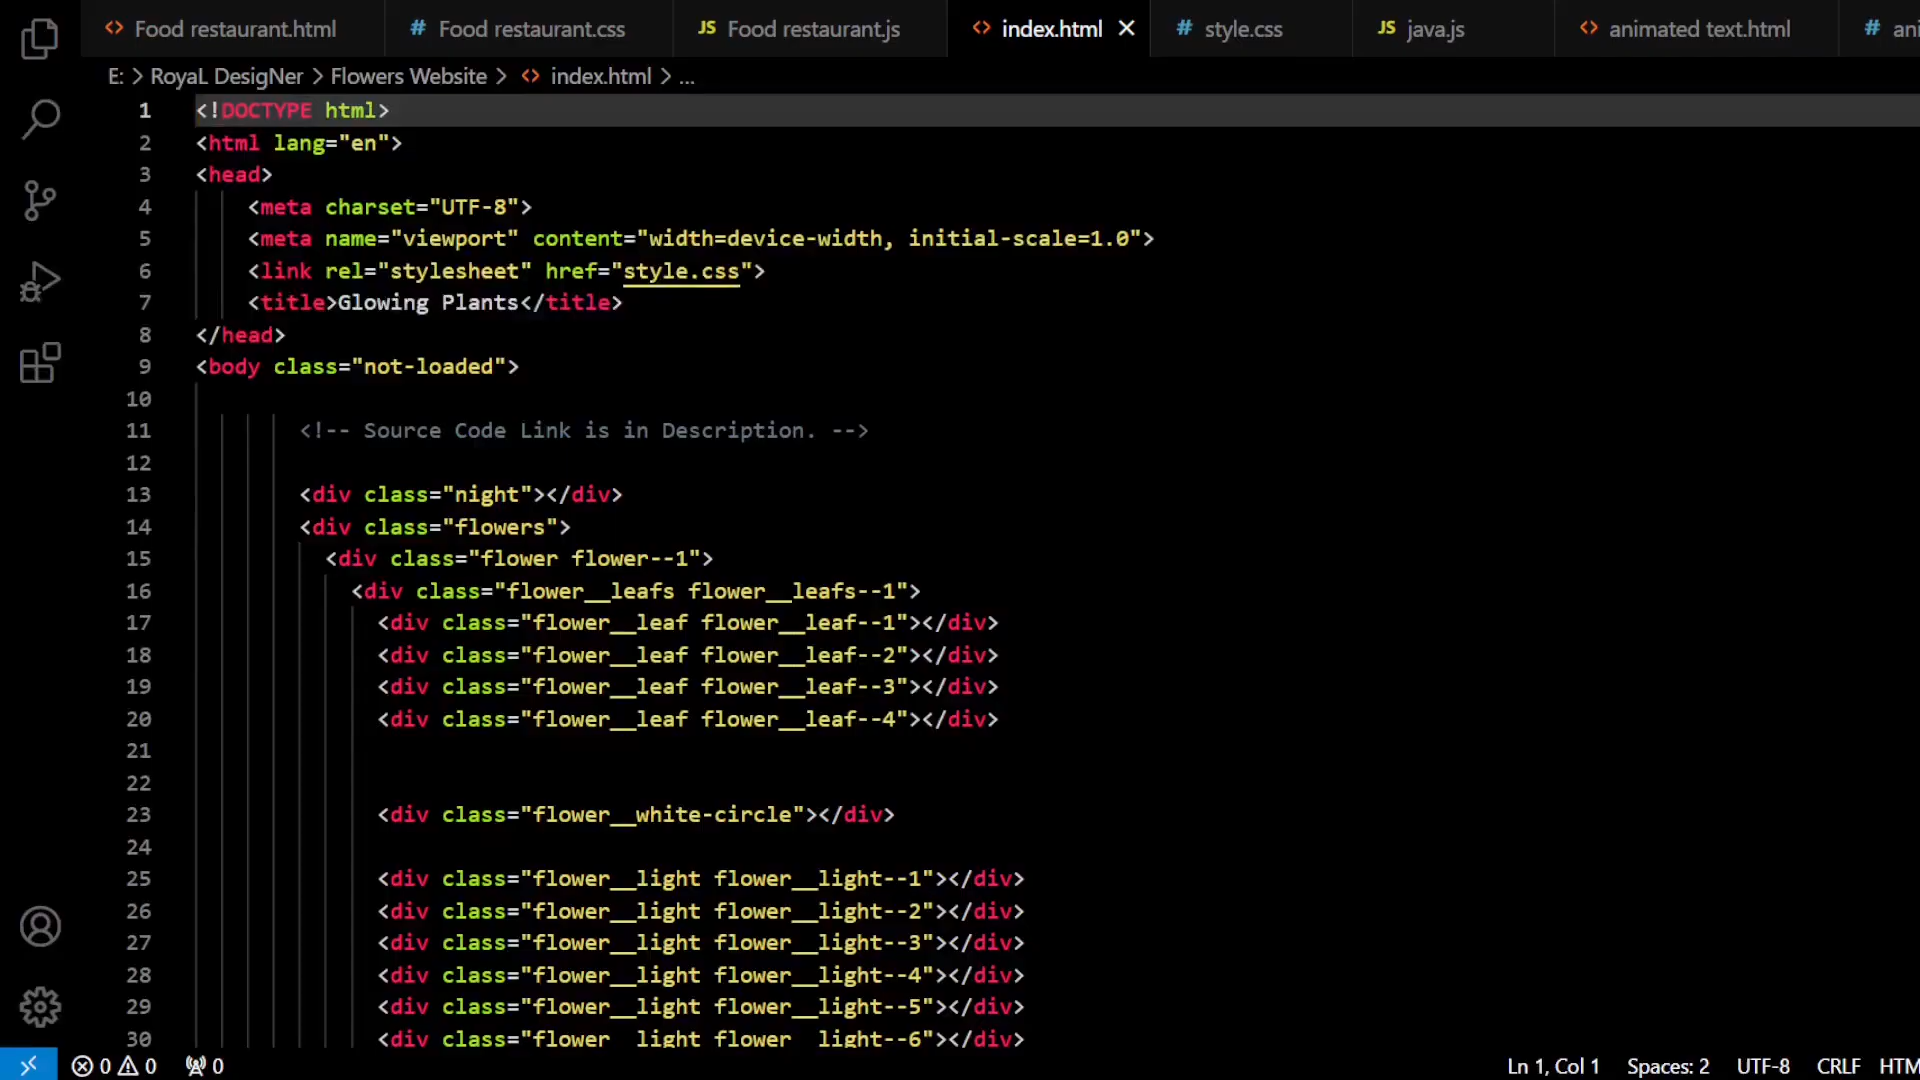 Food restaurant.html # Food restaurant.css JS Food restaurant.js index.html # style.css JS java.js animated text.html # ani
E: > RoyaL DesigNer > Flowers Website > index.html > ...
1 <!DOCTYPE html>
2 <html lang="en">
3 <head>
4 <meta charset="UTF-8">
5 <meta name="viewport" content="width=device-width, initial-scale=1.0">
6 <link rel="stylesheet" href="style.css">
7 <title>Glowing Plants</title>
8 </head>
9 <body class="not-loaded">
10
11 <!-- Source Code Link is in Description. -->
12
13 <div class="night"></div>
14 <div class="flowers">
15 <div class="flower flower--1">
16 <div class="flower__leafs flower__leafs--1">
17 <div class="flower__leaf flower__leaf--1"></div>
18 <div class="flower__leaf flower__leaf--2"></div>
19 <div class="flower__leaf flower__leaf--3"></div>
20 <div class="flower__leaf flower__leaf--4"></div>
21
22
23 <div class="flower__white-circle"></div>
24
25 <div class="flower__light flower__light--1"></div>
26 <div class="flower__light flower__light--2"></div>
27 <div class="flower__light flower__light--3"></div>
28 <div class="flower__light flower__light--4"></div>
29 <div class="flower__light flower__light--5"></div>
30 <div class="flower__light flower__light--6"></div>
0 0 0 Ln 1, Col 1 Spaces: 2 UTF-8 CRLF HTM